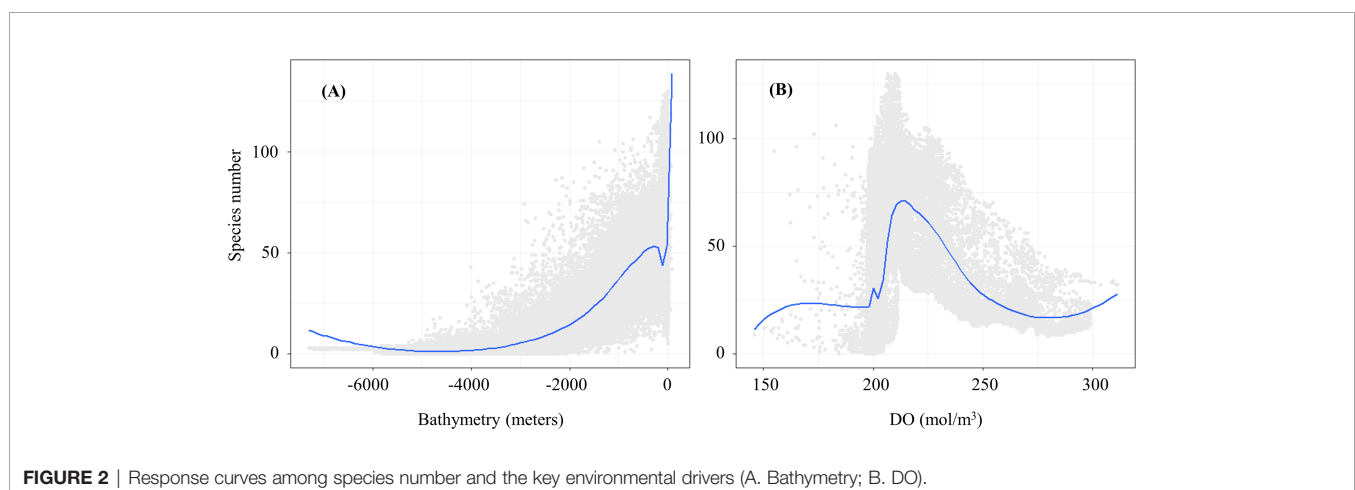 (A)
(B)
Species number
100
50
0
100
50
0
-6000
-4000
-2000
0
150
200
250
300
Bathymetry (meters)
DO (mol/m³)
FIGURE 2 | Response curves among species number and the key environmental drivers (A. Bathymetry; B. DO).